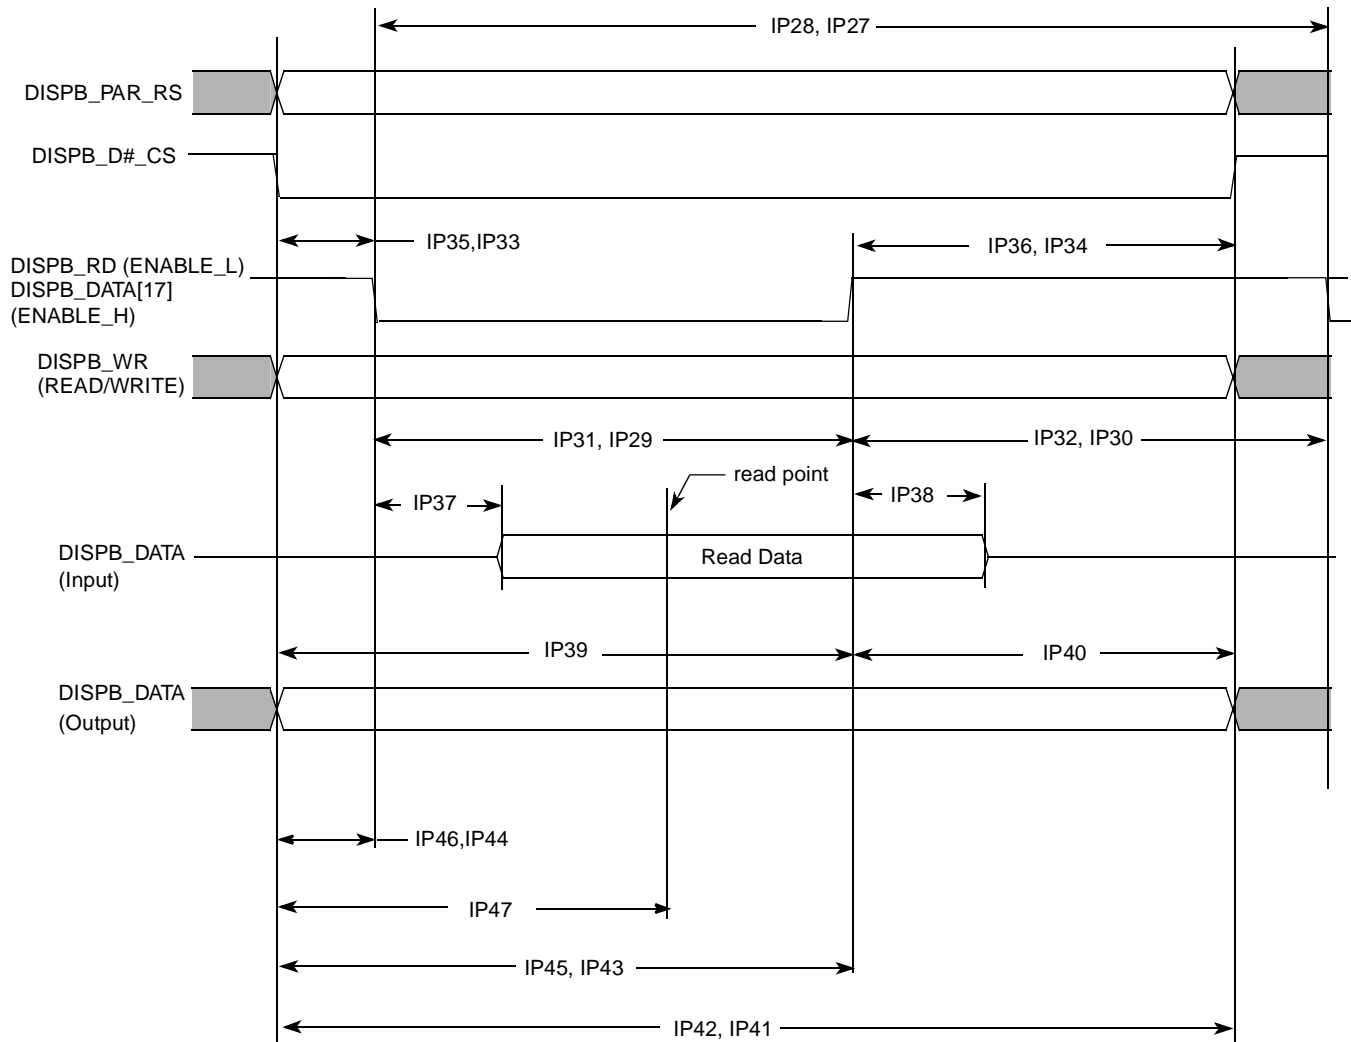 IP28, IP27
DISPB_PAR_RS
DISPB_D#_CS
IP35,IP33
IP36, IP34
DISPB_RD (ENABLE_L)
DISPB_DATA[17]
(ENABLE_H)
DISPB_WR
(READ/WRITE)
IP31, IP29
IP32, IP30
read point
IP37
IP38
DISPB_DATA
(Input)
Read Data
IP39
IP40
DISPB_DATA
(Output)
IP46,IP44
IP47
IP45, IP43
IP42, IP41